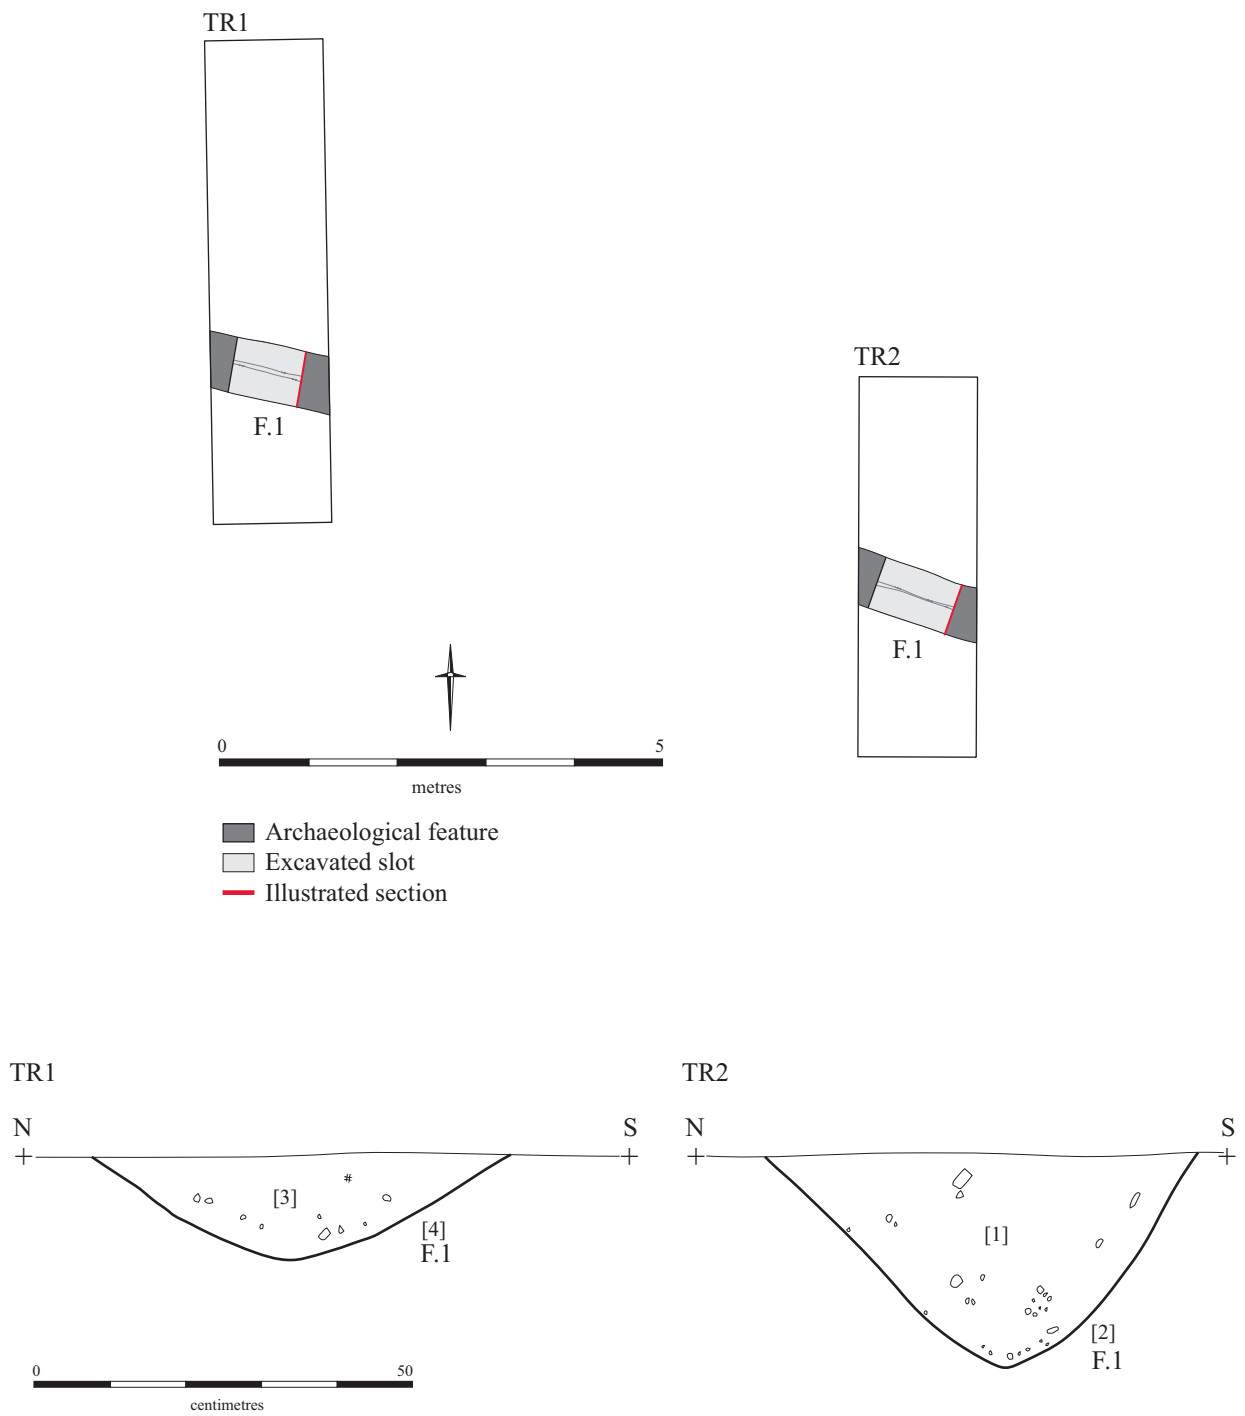 TR1
F.1
TR2
F.1
0 5
metres
Archaeological feature
Excavated slot
Illustrated section
TR1
N S
[3]
[4]
F.1
0 50
centimetres
TR2
N S
[1]
[2]
F.1